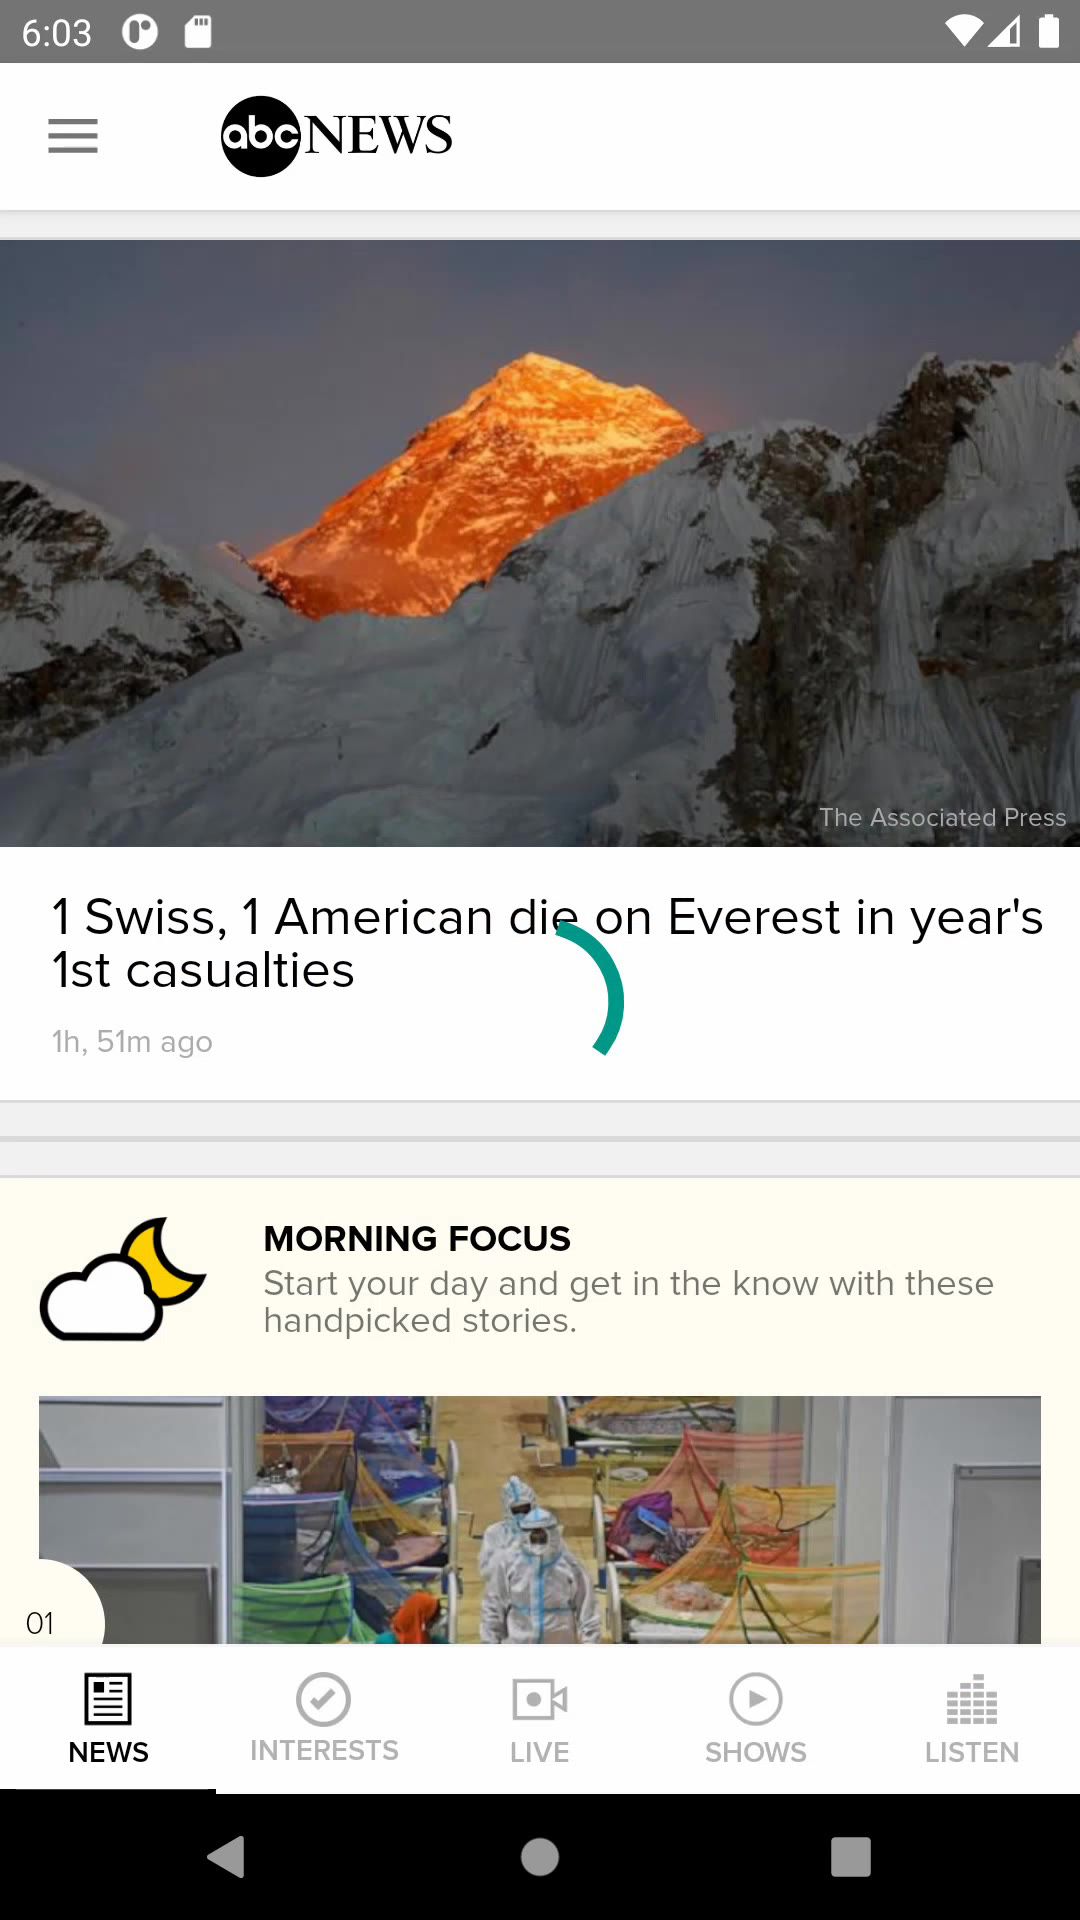 6:03
abc NEWS
The Associated Press
1 Swiss, 1 American die on Everest in year's
1st casualties
1h, 51m ago
MORNING FOCUS
Start your day and get in the know with these
handpicked stories.
01
NEWS
INTERESTS
LIVE
SHOWS
LISTEN